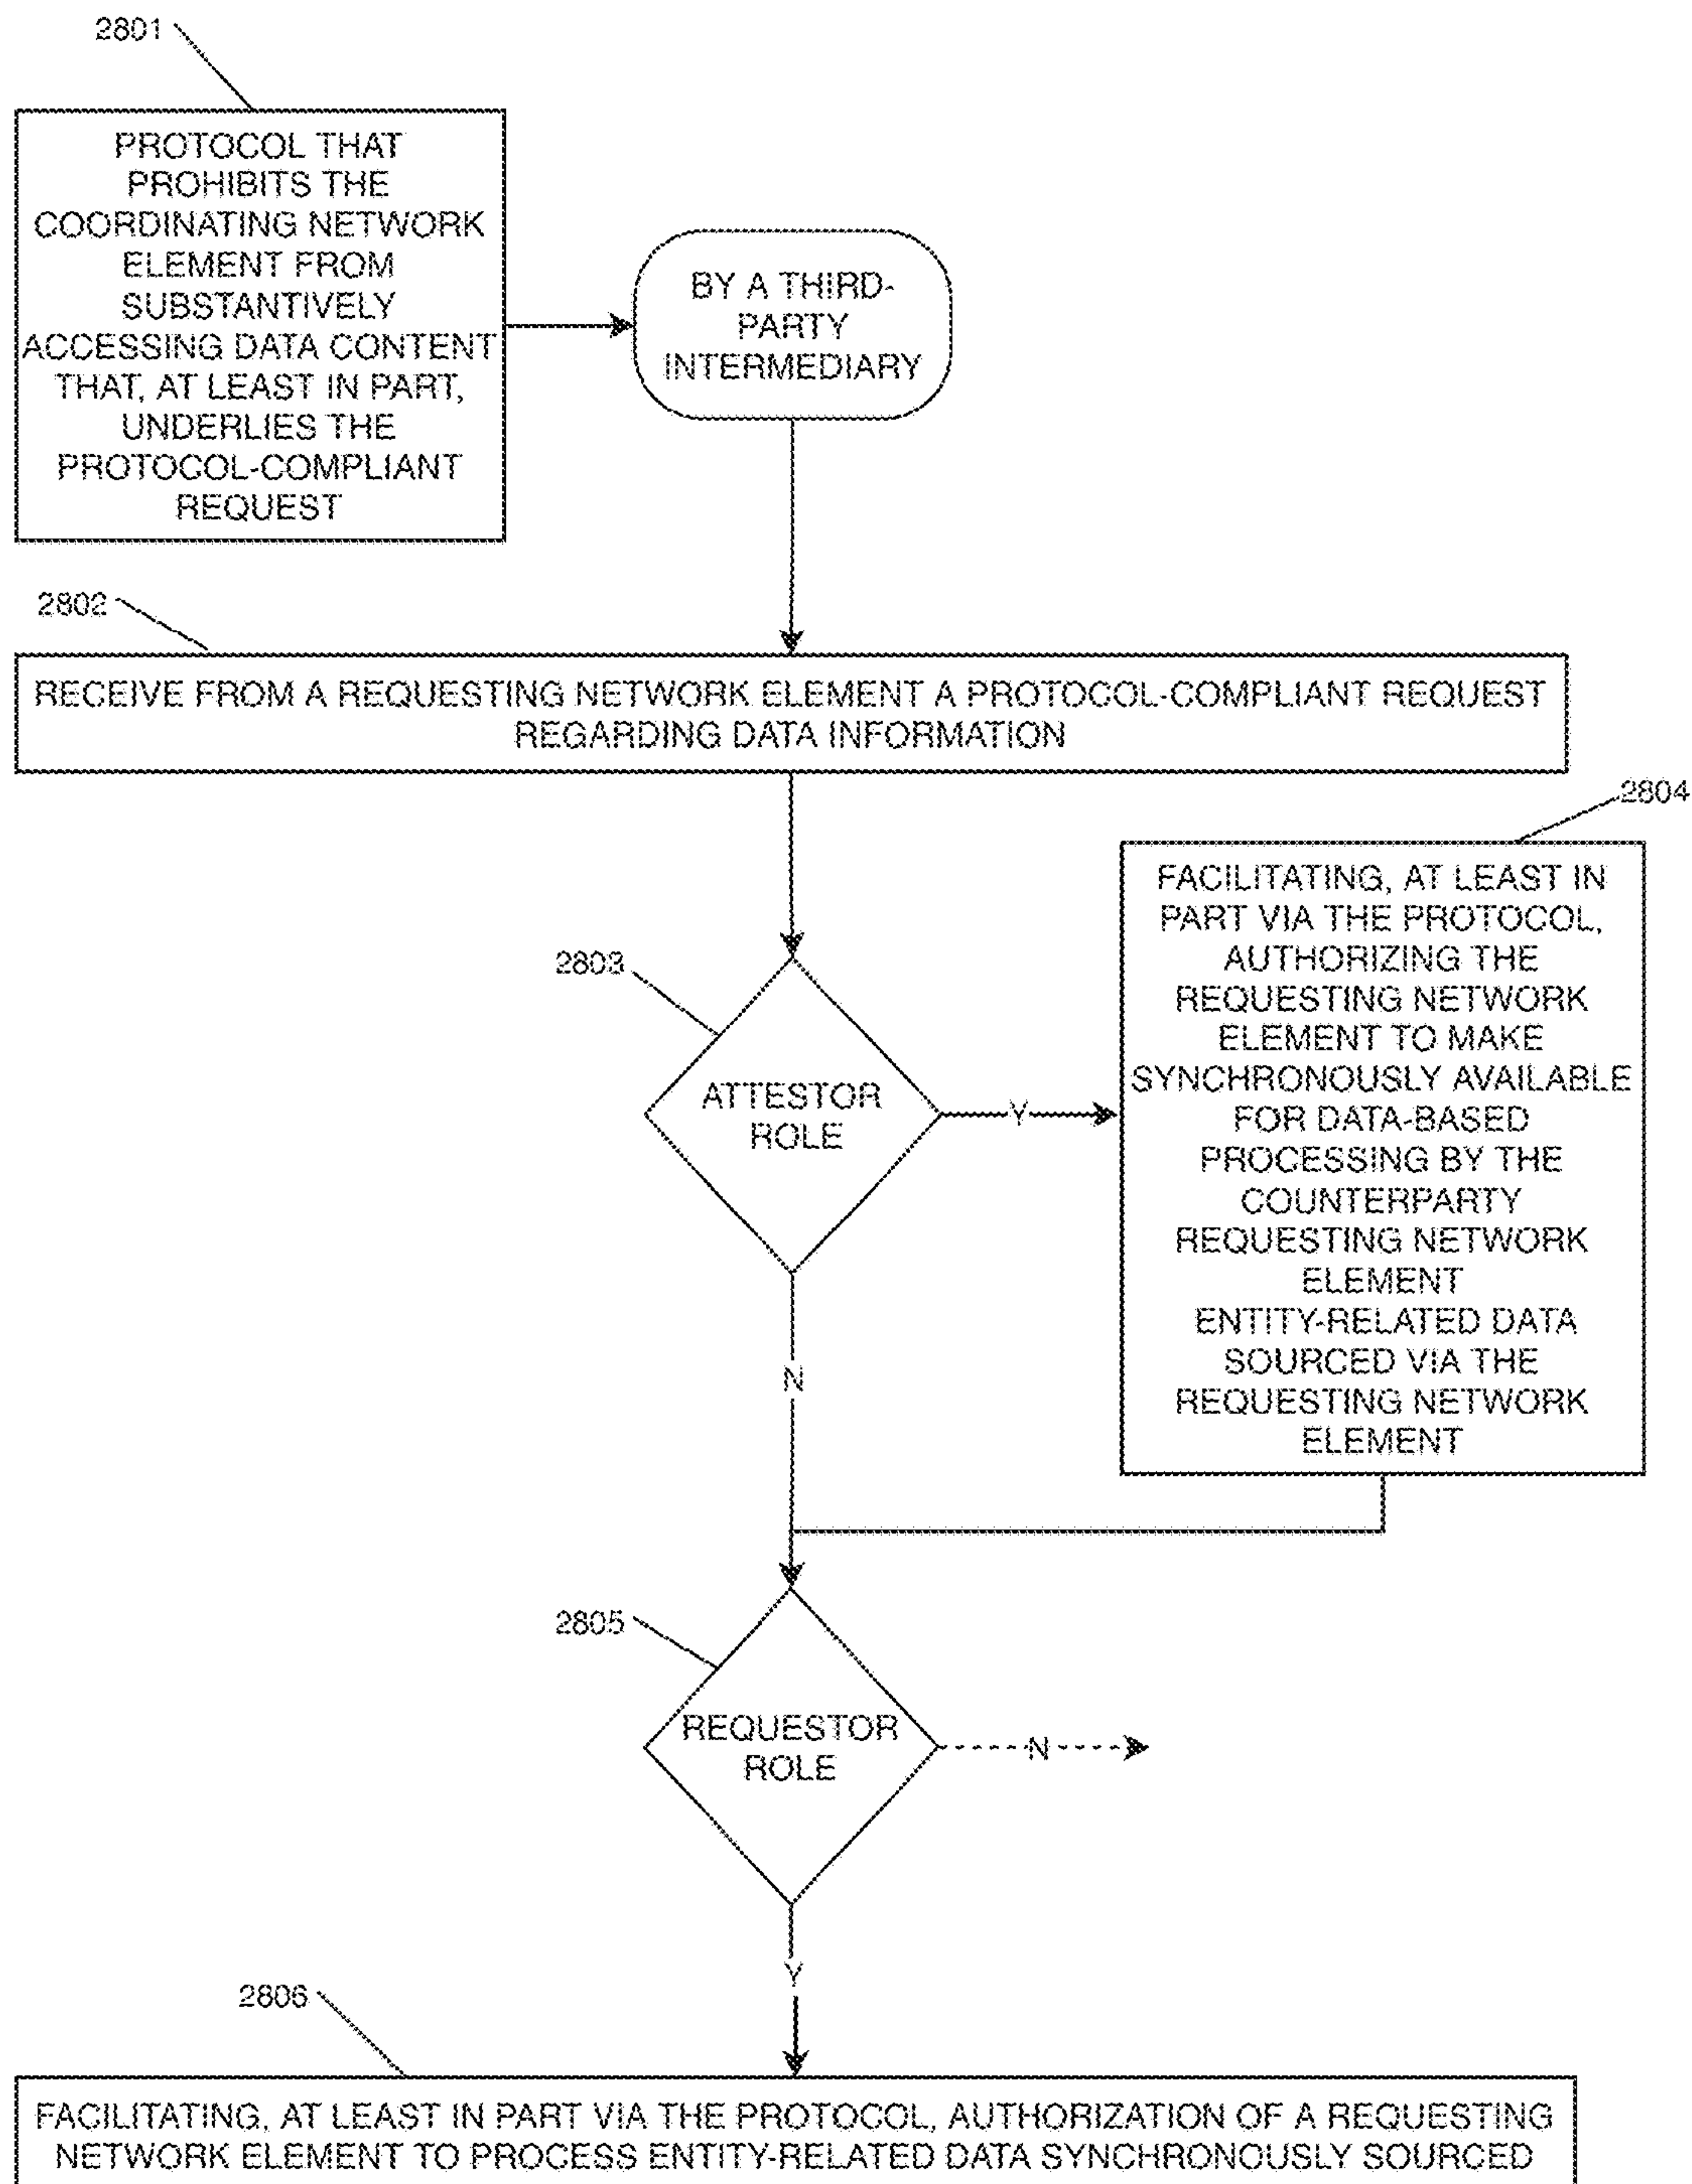 2801
PROTOCOL THAT
PROHIBITS THE
COORDINATING NETWORK
ELEMENT FROM
SUBSTANTIVELY
ACCESSING DATA CONTENT
THAT, AT LEAST IN PART,
UNDERLIES THE
PROTOCOL-COMPLIANT
REQUEST
BY A THIRD-
PARTY
INTERMEDIARY
2802
RECEIVE FROM A REQUESTING NETWORK ELEMENT A PROTOCOL-COMPLIANT REQUEST
REGARDING DATA INFORMATION
2803
ATTESTOR
ROLE
Y
2804
FACILITATING, AT LEAST IN
PART VIA THE PROTOCOL,
AUTHORIZING THE
REQUESTING NETWORK
ELEMENT TO MAKE
SYNCHRONOUSLY AVAILABLE
FOR DATA-BASED
PROCESSING BY THE
COUNTERPARTY
REQUESTING NETWORK
ELEMENT
ENTITY-RELATED DATA
SOURCED VIA THE
REQUESTING NETWORK
ELEMENT
N
2805
REQUESTOR
ROLE
N
Y
2806
FACILITATING, AT LEAST IN PART VIA THE PROTOCOL, AUTHORIZATION OF A REQUESTING
NETWORK ELEMENT TO PROCESS ENTITY-RELATED DATA SYNCHRONOUSLY SOURCED